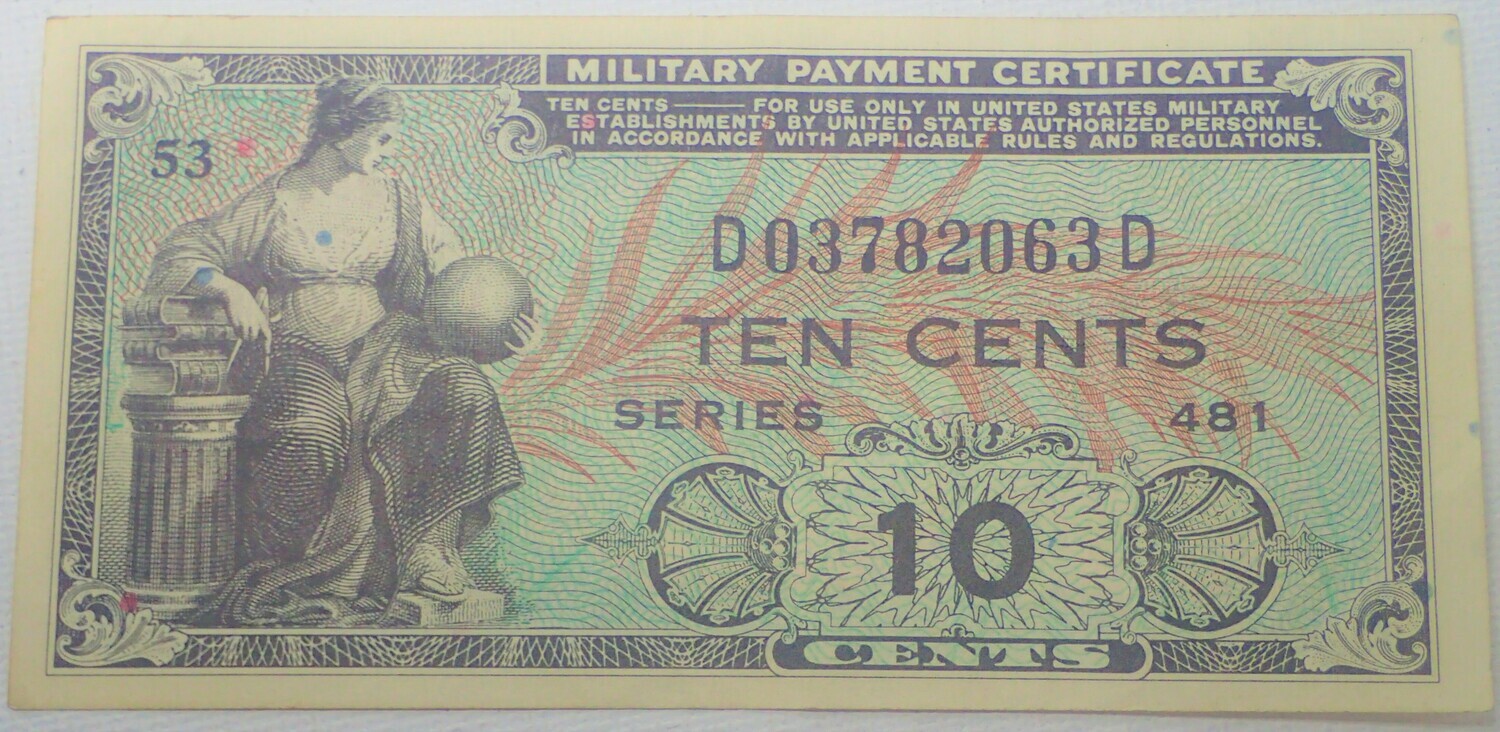 MILITARY PAYMENT CERTIFICATE
TEN CENTS —— FOR USE ONLY IN UNITED STATES MILITARY
ESTABLISHMENTS BY UNITED STATES AUTHORIZED PERSONNEL
IN ACCORDANCE WITH APPLICABLE RULES AND REGULATIONS.
53
D03782063D
TEN CENTS
SERIES 481
10
CENTS